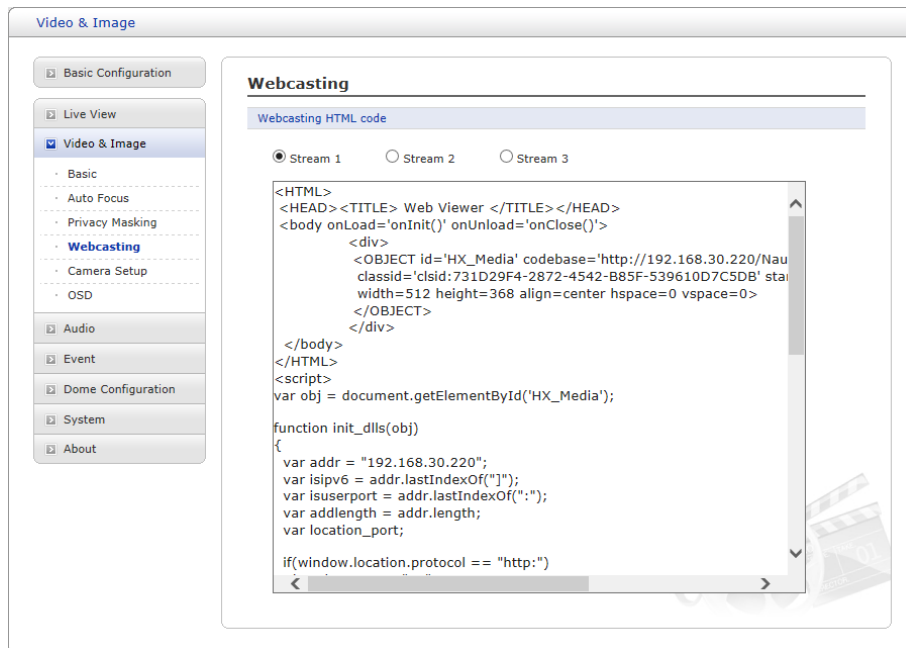 Video & Image
Basic Configuration
Live View
Video & Image
Basic
Auto Focus
Privacy Masking
Webcasting
Camera Setup
OSD
Audio
Event
Dome Configuration
System
About
Webcasting
Webcasting HTML code
Stream 1 Stream 2 Stream 3
<HTML>
<HEAD><TITLE> Web Viewer </TITLE></HEAD>
<body onLoad='onInit()' onUnload='onClose()'>
<div>
<OBJECT id='HX_Media' codebase='http://192.168.30.220/Nau
classid='clsid:731D29F4-2872-4542-B85F-539610D7C5DB' sta
width=512 height=368 align=center hspace=0 vspace=0>
</OBJECT>
</div>
</body>
</HTML>
<script>
var obj = document.getElementById('HX_Media');
function init_dlls(obj)
{
var addr = "192.168.30.220";
var isipv6 = addr.lastIndexOf("]");
var isuserport = addr.lastIndexOf(":");
var addlength = addr.length;
var location_port;
if(window.location.protocol == "http:")
01